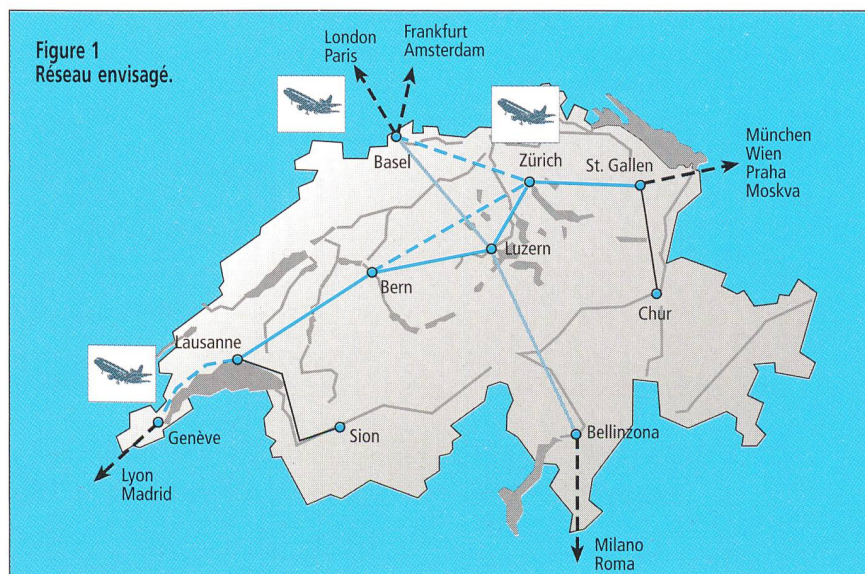 Figure 1
Réseau envisagé.
London
Paris
Frankfurt
Amsterdam
Basel
Zürich
St. Gallen
München
Wien
Praha
Moskva
Luzern
Bern
Chur
Lausanne
Genève
Sion
Bellinzona
Lyon
Madrid
Milano
Roma